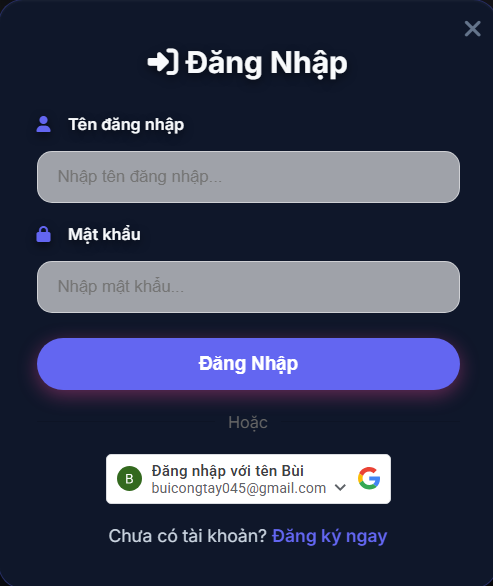 Đăng Nhập
Tên đăng nhập
Nhập tên đăng nhập...
Mật khẩu
Nhập mật khẩu...
Đăng Nhập
Hoặc
B
Đăng nhập với tên Bùi
buicongtay045@gmail.com
Chưa có tài khoản? Đăng ký ngay